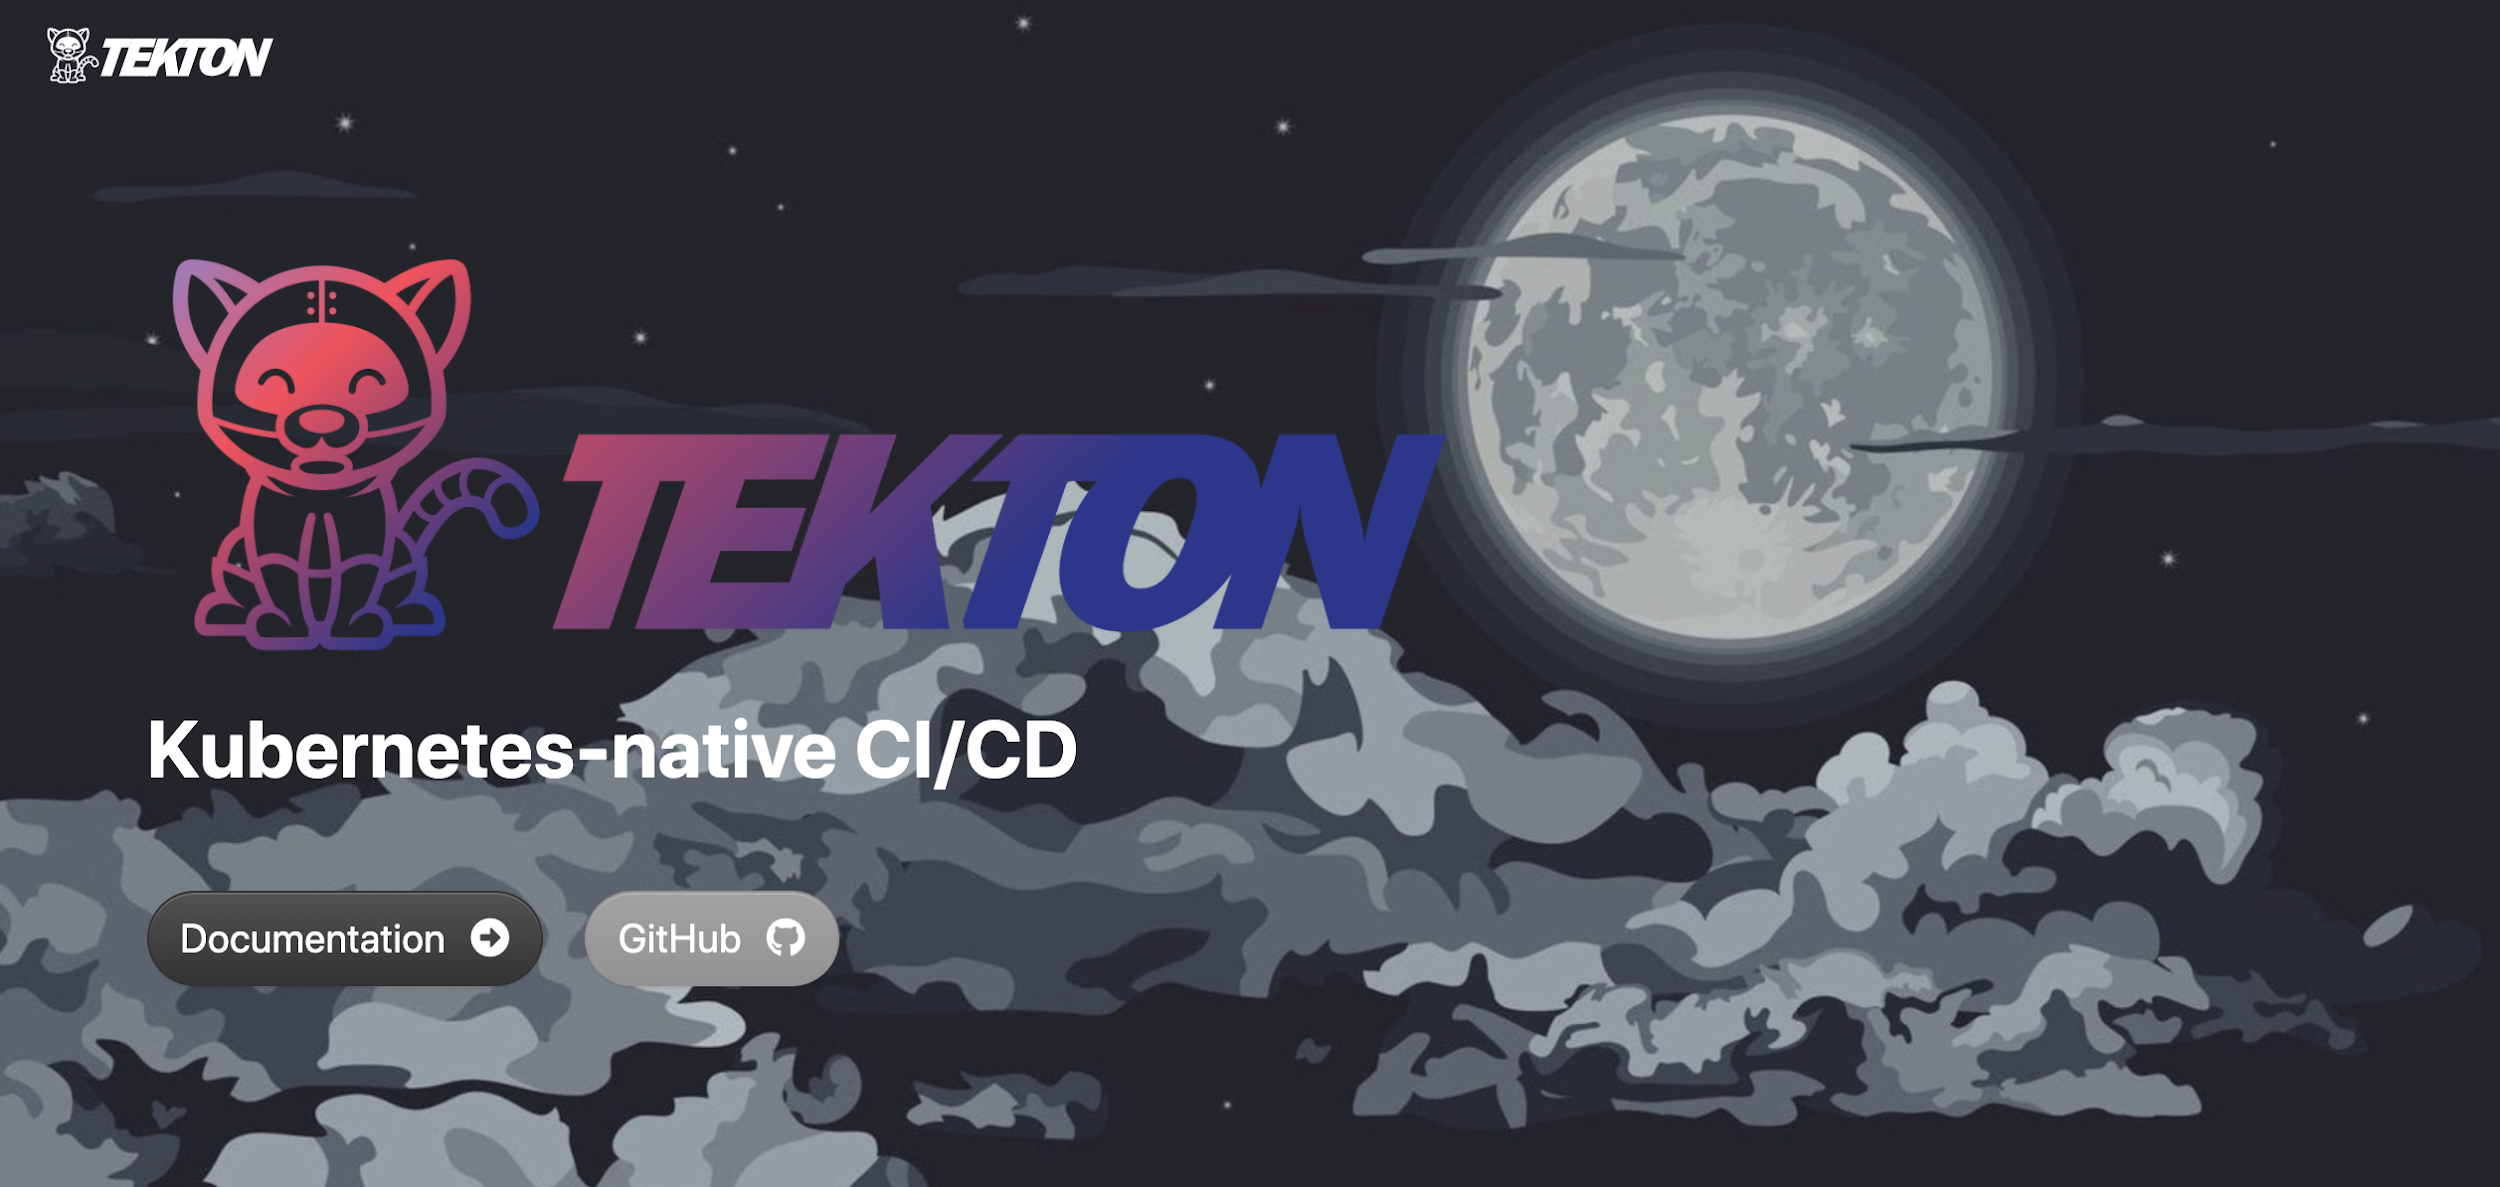 TEKTON
TEKTON
Kubernetes-native CI/CD
Documentation
GitHub